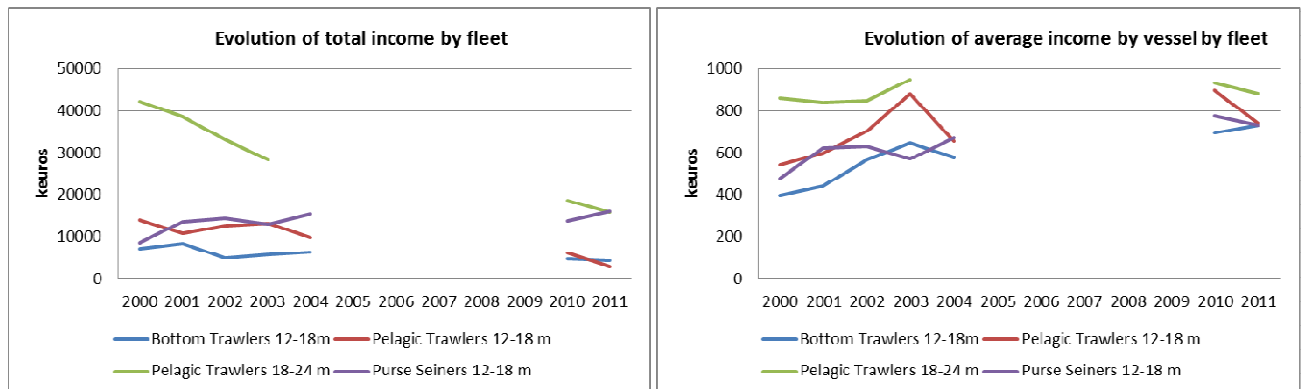 Evolution of total income by fleet
keuros
50000
40000
30000
20000
10000
0
2000 2001 2002 2003 2004 2005 2006 2007 2008 2009 2010 2011
Bottom Trawlers 12-18m Pelagic Trawlers 12-18 m
Pelagic Trawlers 18-24 m Purse Seiners 12-18 m
Evolution of average income by vessel by fleet
keuros
1000
800
600
400
200
0
2000 2001 2002 2003 2004 2005 2006 2007 2008 2009 2010 2011
Bottom Trawlers 12-18m Pelagic Trawlers 12-18 m
Pelagic Trawlers 18-24 m Purse Seiners 12-18 m